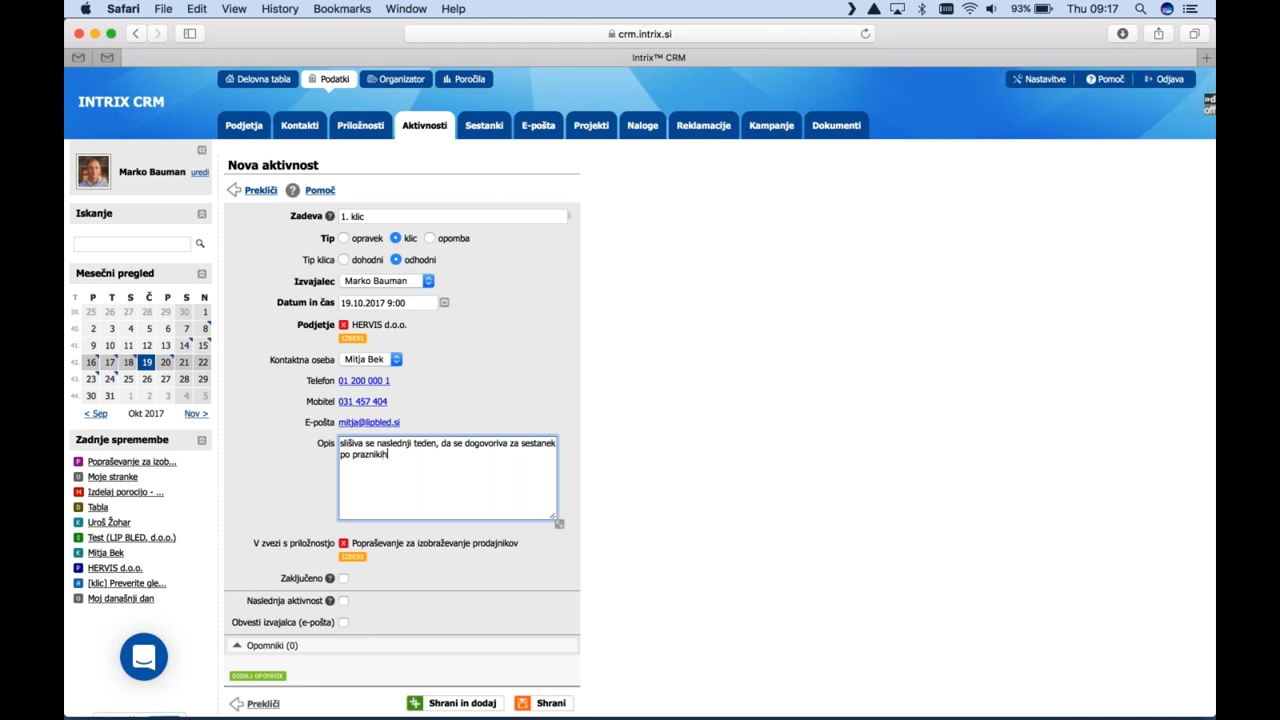 Safari File Edit View History Bookmarks Window Help 93% Thu 09:17
crm.intrix.si
Intrix™ CRM
Delovna tabla Podatki Organizator Poročila Nastavitve Pomoč Odjava
INTRIX CRM
Podjetja Kontakti Priložnosti Aktivnosti Sestanki E-pošta Projekti Naloge Reklamacije Kampanje Dokumenti
Marko Bauman uredi
Iskanje
Mesečni pregled
T P T S Č P S N
39. 25 26 27 28 29 30 1
40. 2 3 4 5 6 7 8
41. 9 10 11 12 13 14 15
42. 16 17 18 19 20 21 22
43. 23 24 25 26 27 28 29
44. 30 31 1 2 3 4 5
< Sep Okt 2017 Nov >
Zadnje spremembe
P Popraševanje za izob...
U Moje stranke
N Izdelaj porocijo - ...
D Tabla
K Uroš Žohar
S Test (LIP BLED, d.o.o.)
K Mitja Bek
P HERVIS d.o.o.
A [klic] Preverite gle...
U Moj današnji dan
Nova aktivnost
Prekliči ? Pomoč
Zadeva ? 1. klic
Tip opravek klic opomba
Tip klica dohodni odhodni
Izvajalec Marko Bauman
Datum in čas 19.10.2017 9:00
Podjetje x HERVIS d.o.o.
IZBERI
Kontaktna oseba Mitja Bek
Telefon 01 200 000 1
Mobitel 031 457 404
E-pošta mitja@lipbled.si
Opis slišiva se naslednji teden, da se dogovoriva za sestanek
po praznikih
V zvezi s priložnostjo x Popraševanje za izobraževanje prodajnikov
IZBERI
Zaključeno ?
Naslednja aktivnost ?
Obvesti izvajalca (e-pošta)
Opomniki (0)
DODAJ OPOMNIK
Prekliči Shrani in dodaj Shrani